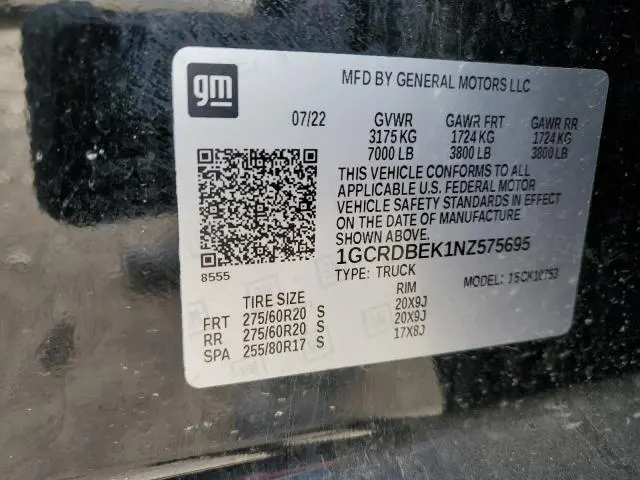 gm
MFD BY GENERAL MOTORS LLC
07/22 GVWR GAWR FRT GAWR RR
3175 KG 1724 KG 1724 KG
7000 LB 3800 LB 3800 LB
THIS VEHICLE CONFORMS TO ALL
APPLICABLE U.S. FEDERAL MOTOR
VEHICLE SAFETY STANDARDS IN EFFECT
ON THE DATE OF MANUFACTURE
SHOWN ABOVE.
1GCRDBEK1NZ575695
8555
TYPE: TRUCK MODEL:
TIRE SIZE RIM
FRT 275/60R20 S 20X9J
RR 275/60R20 S 20X9J
SPA 255/80R17 S 17X8J